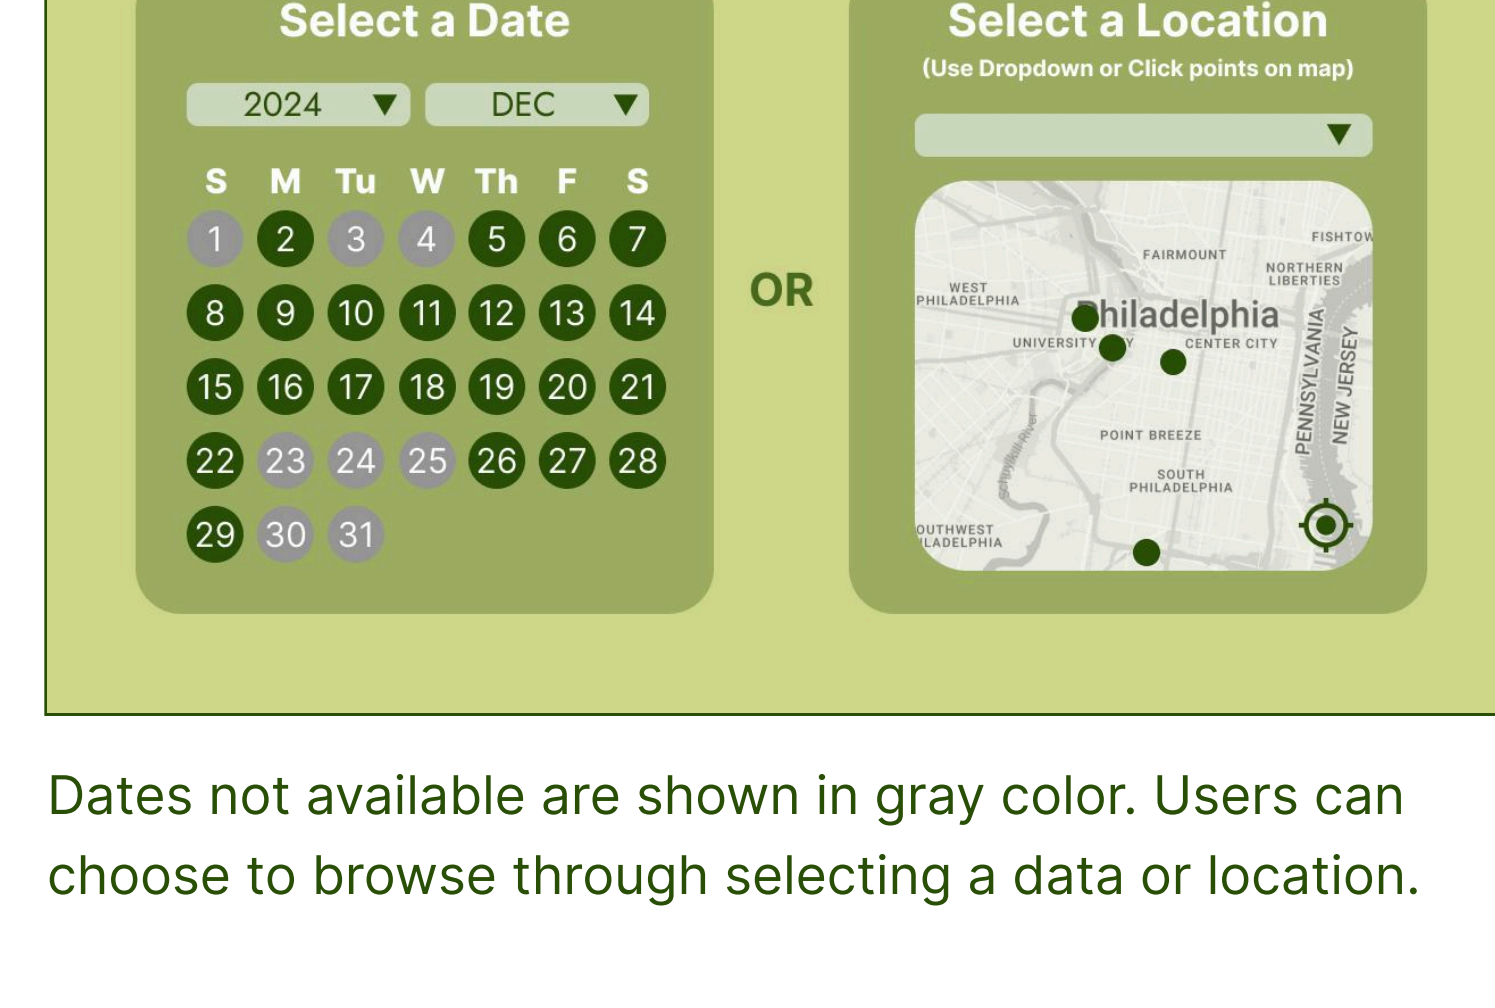 Select a Date
2024 ▼ DEC ▼
S M Tu W Th F S
1 2 3 4 5 6 7
8 9 10 11 12 13 14
15 16 17 18 19 20 21
22 23 24 25 26 27 28
29 30 31
OR
Select a Location
(Use Dropdown or Click points on map)
▼
FISHTOW
FAIRMOUNT
NORTHERN
LIBERTIES
WEST
PHILADELPHIA
Philadelphia
UNIVERSITY
CENTER CITY
PENNSYLVANIA
NEW JERSEY
POINT BREEZE
Schuylkill River
SOUTH
PHILADELPHIA
OUTHWEST
ILADELPHIA
Dates not available are shown in gray color. Users can
choose to browse through selecting a data or location.